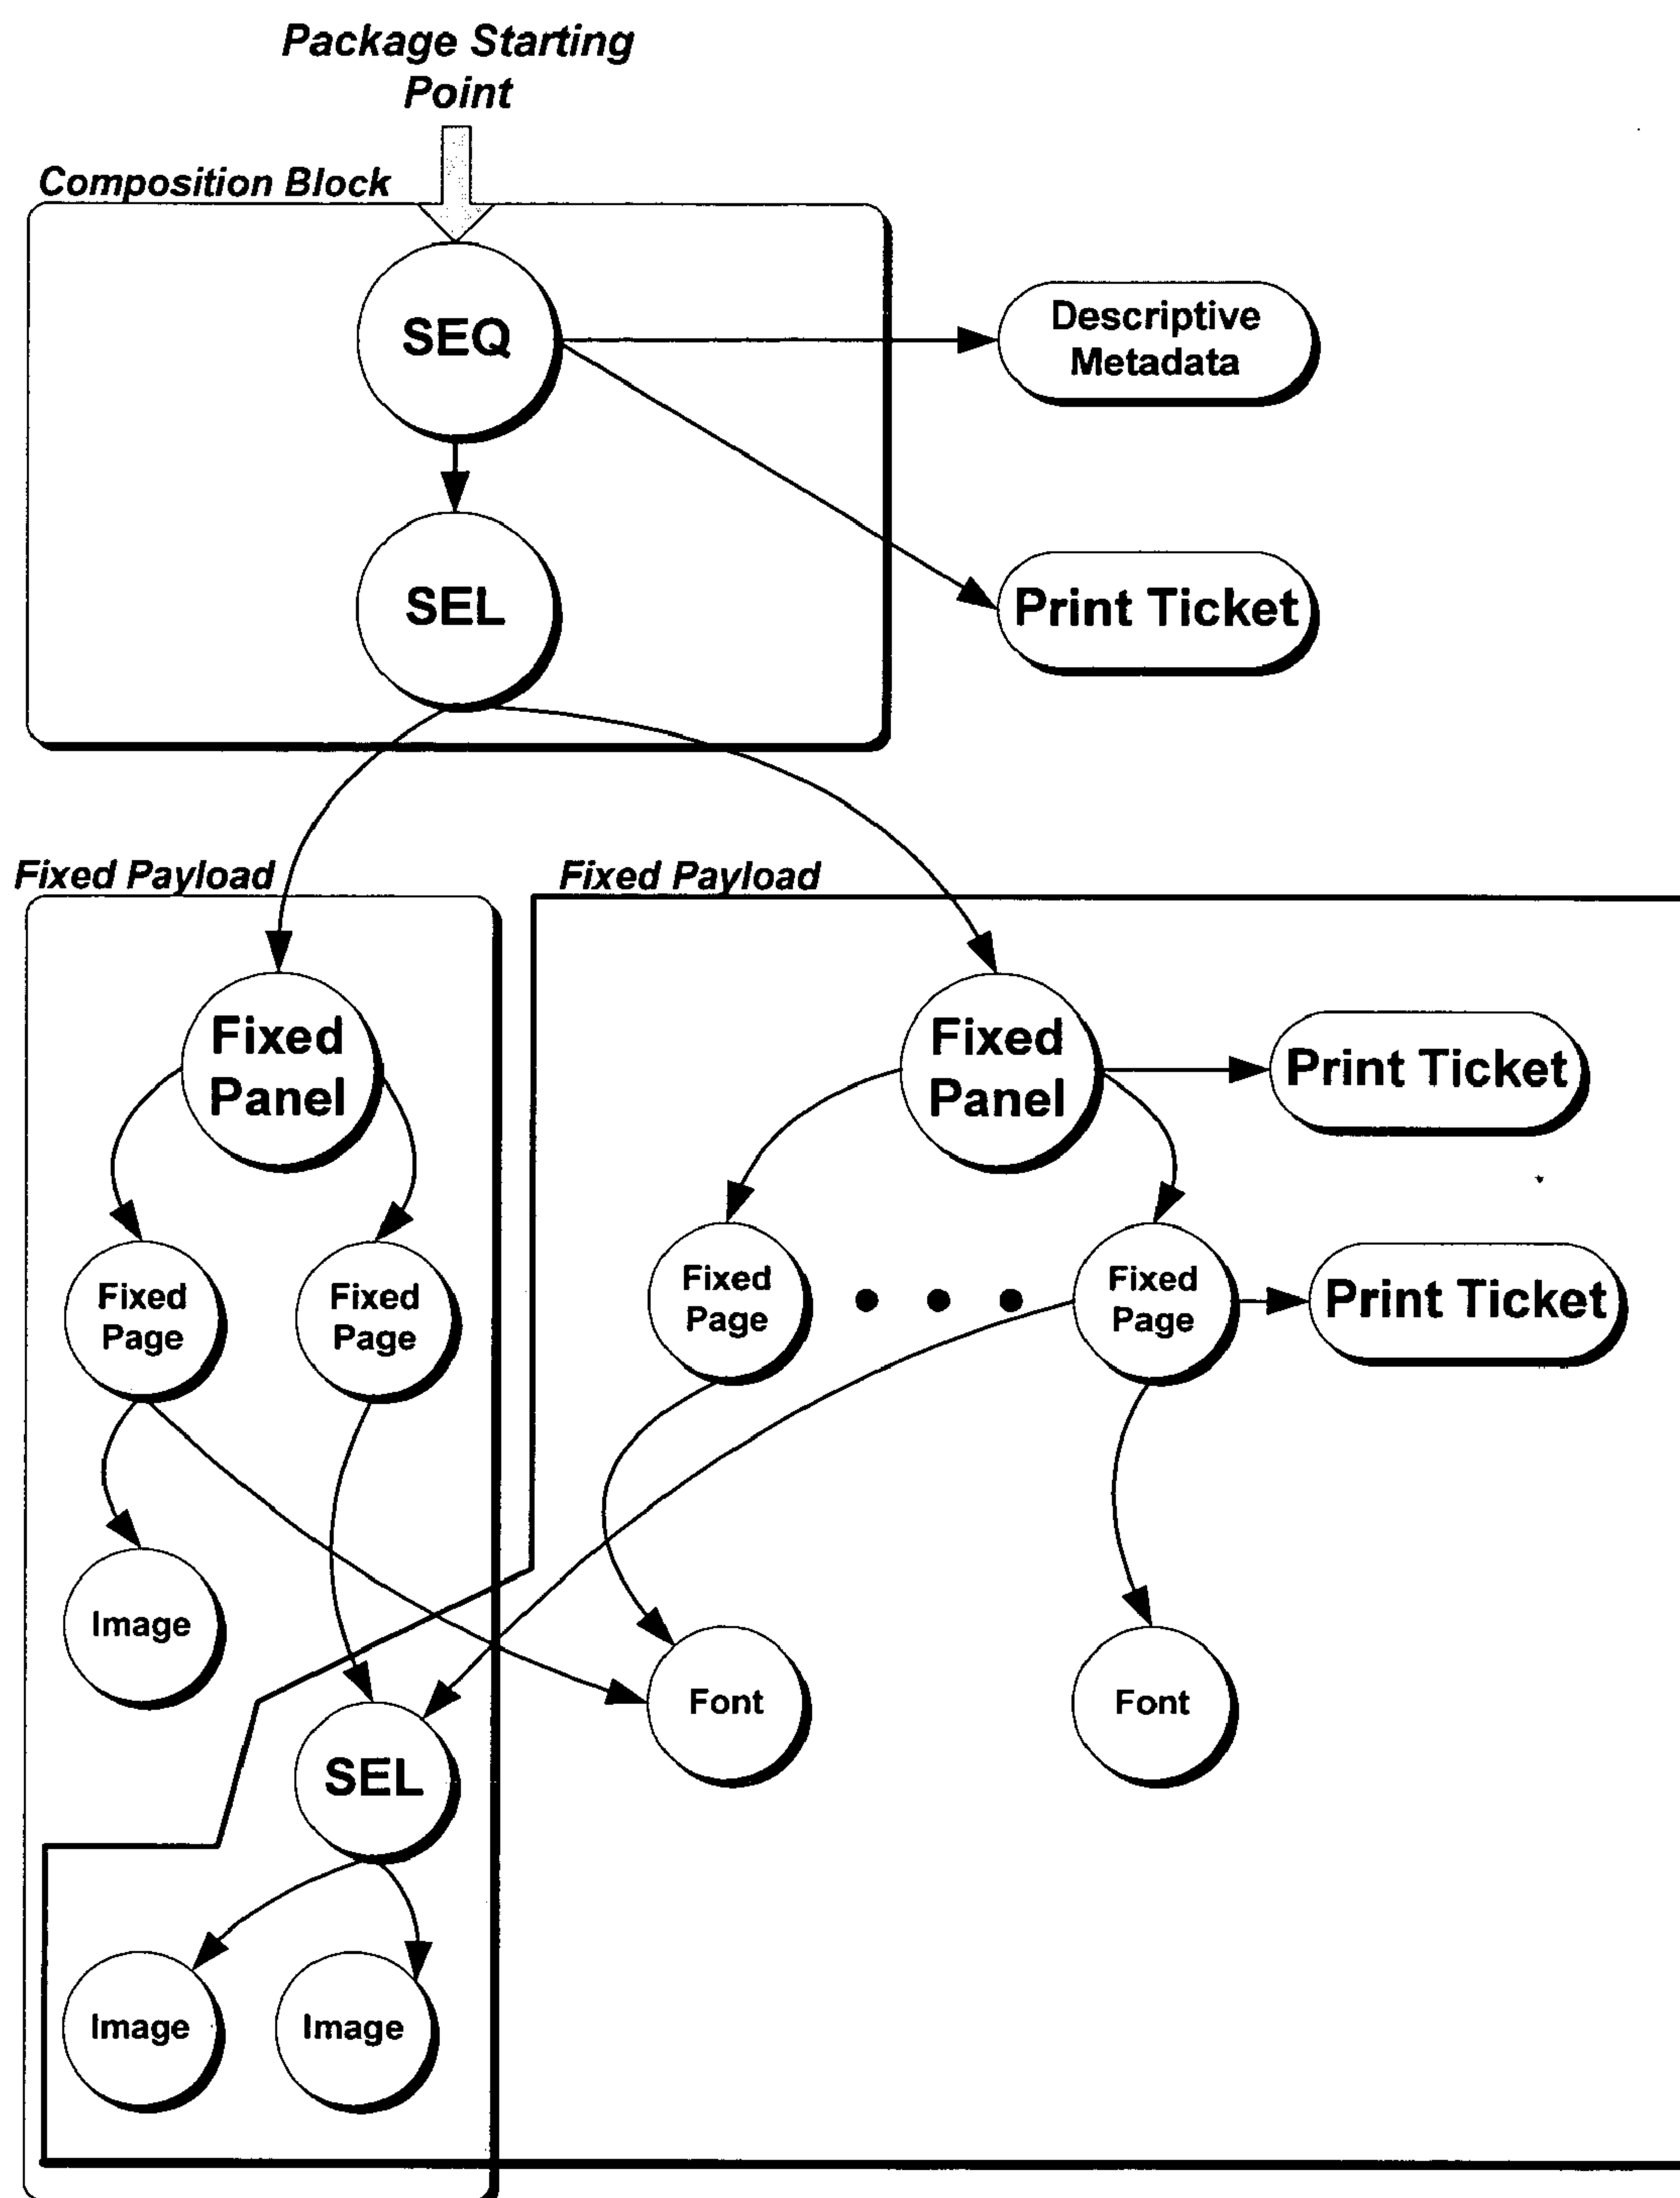 Package Starting
Point
Composition Block
SEQ
Descriptive
Metadata
SEL
Print Ticket
Fixed Payload
Fixed Payload
Fixed
Panel
Fixed
Panel
Print Ticket
Fixed
Page
Fixed
Page
Fixed
Page
Fixed
Page
Print Ticket
Image
Font
Font
SEL
Image
Image